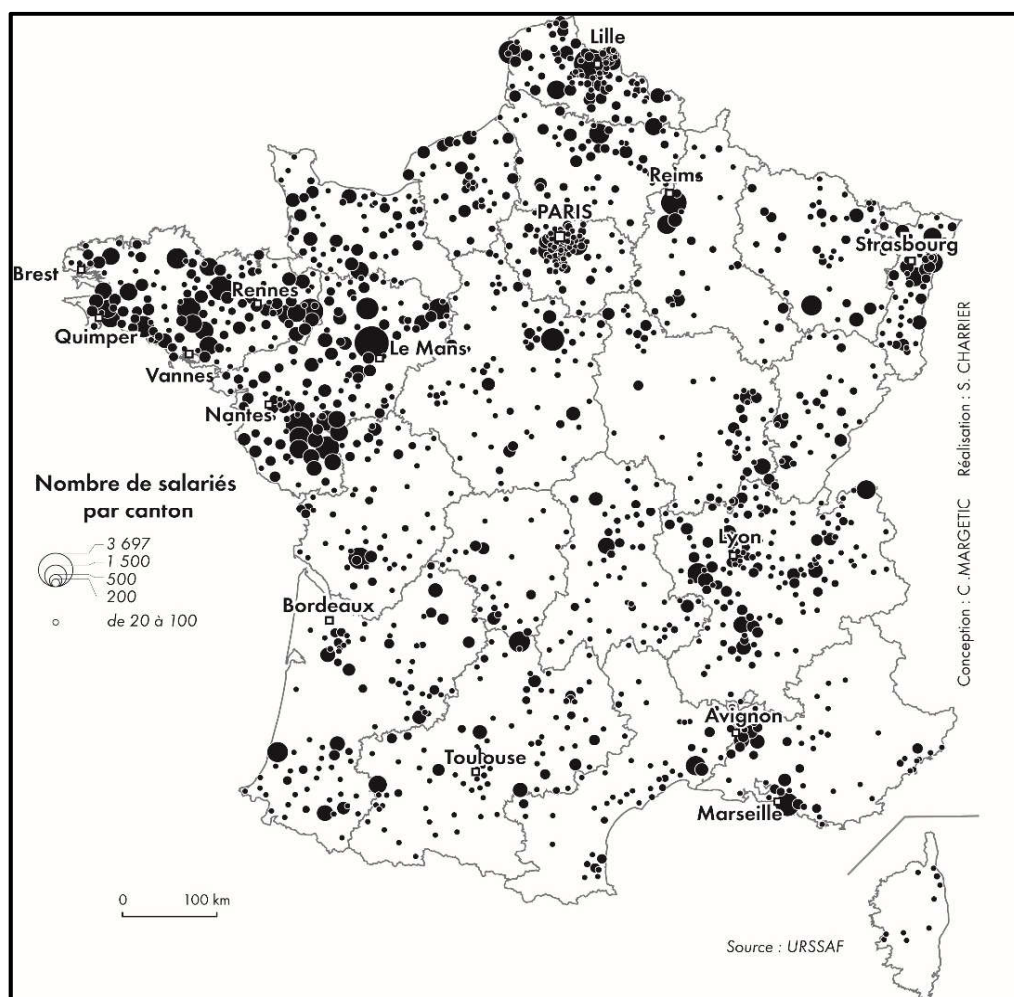 Lille
Reims
PARIS
Strasbourg
Brest
Rennes
Quimper
Le Mans
Vannes
Nantes
Nombre de salariés
par canton
3 697
1 500
500
200
de 20 à 100
Lyon
Bordeaux
Avignon
Toulouse
Marseille
0 100 km
Source : URSSAF
Conception : C .MARGETIC Réalisation : S. CHARRIER